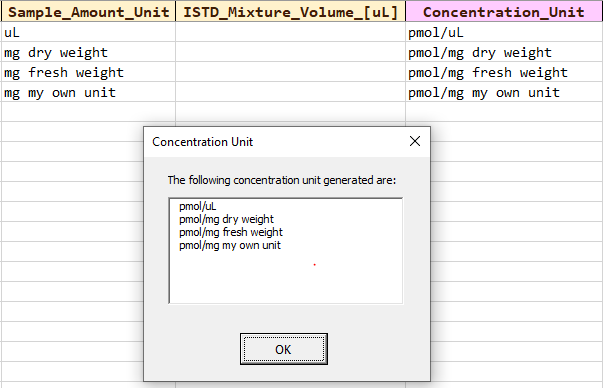 Sample_Amount_Unit ISTD_Mixture_Volume_[uL] Concentration_Unit
uL pmol/uL
mg dry weight pmol/mg dry weight
mg fresh weight pmol/mg fresh weight
mg my own unit pmol/mg my own unit
Concentration Unit
The following concentration unit generated are:
pmol/uL
pmol/mg dry weight
pmol/mg fresh weight
pmol/mg my own unit
OK